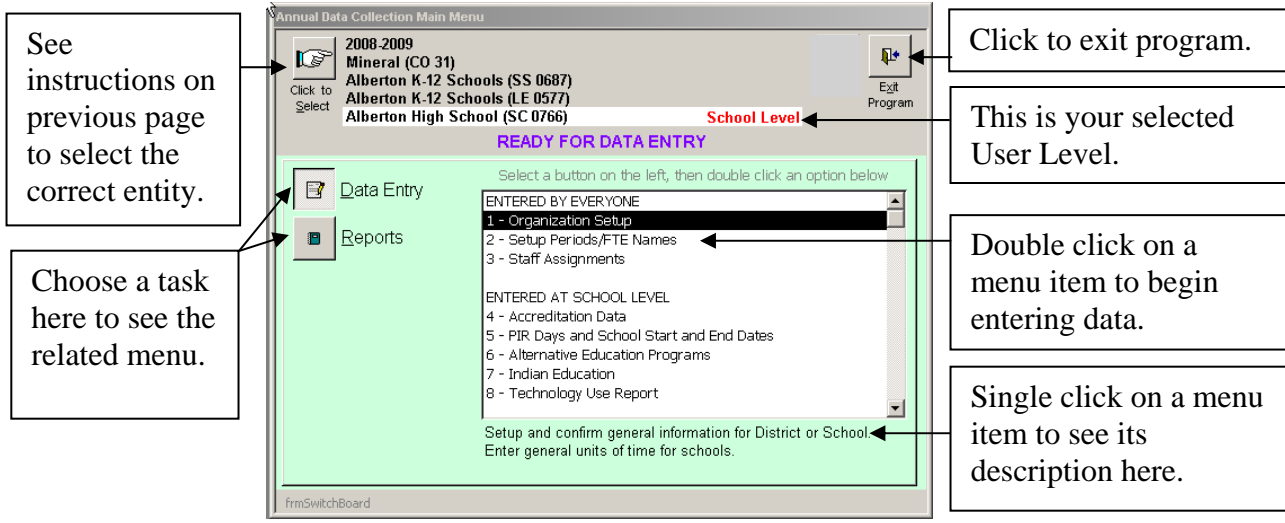 Annual Data Collection Main Menu
See
instructions on
previous page
to select the
correct entity.
Choose a task
here to see the
related menu.
Click to
Select
2008-2009
Mineral (CO 31)
Alberton K-12 Schools (SS 0687)
Alberton K-12 Schools (LE 0577)
Alberton High School (SC 0766) School Level
READY FOR DATA ENTRY
Exit
Program
Data Entry
Reports
Select a button on the left, then double click an option below
ENTERED BY EVERYONE
1 - Organization Setup
2 - Setup Periods/FTE Names
3 - Staff Assignments
ENTERED AT SCHOOL LEVEL
4 - Accreditation Data
5 - PIR Days and School Start and End Dates
6 - Alternative Education Programs
7 - Indian Education
8 - Technology Use Report
Setup and confirm general information for District or School.
Enter general units of time for schools.
frmSwitchBoard
Click to exit program.
This is your selected
User Level.
Double click on a
menu item to begin
entering data.
Single click on a menu
item to see its
description here.